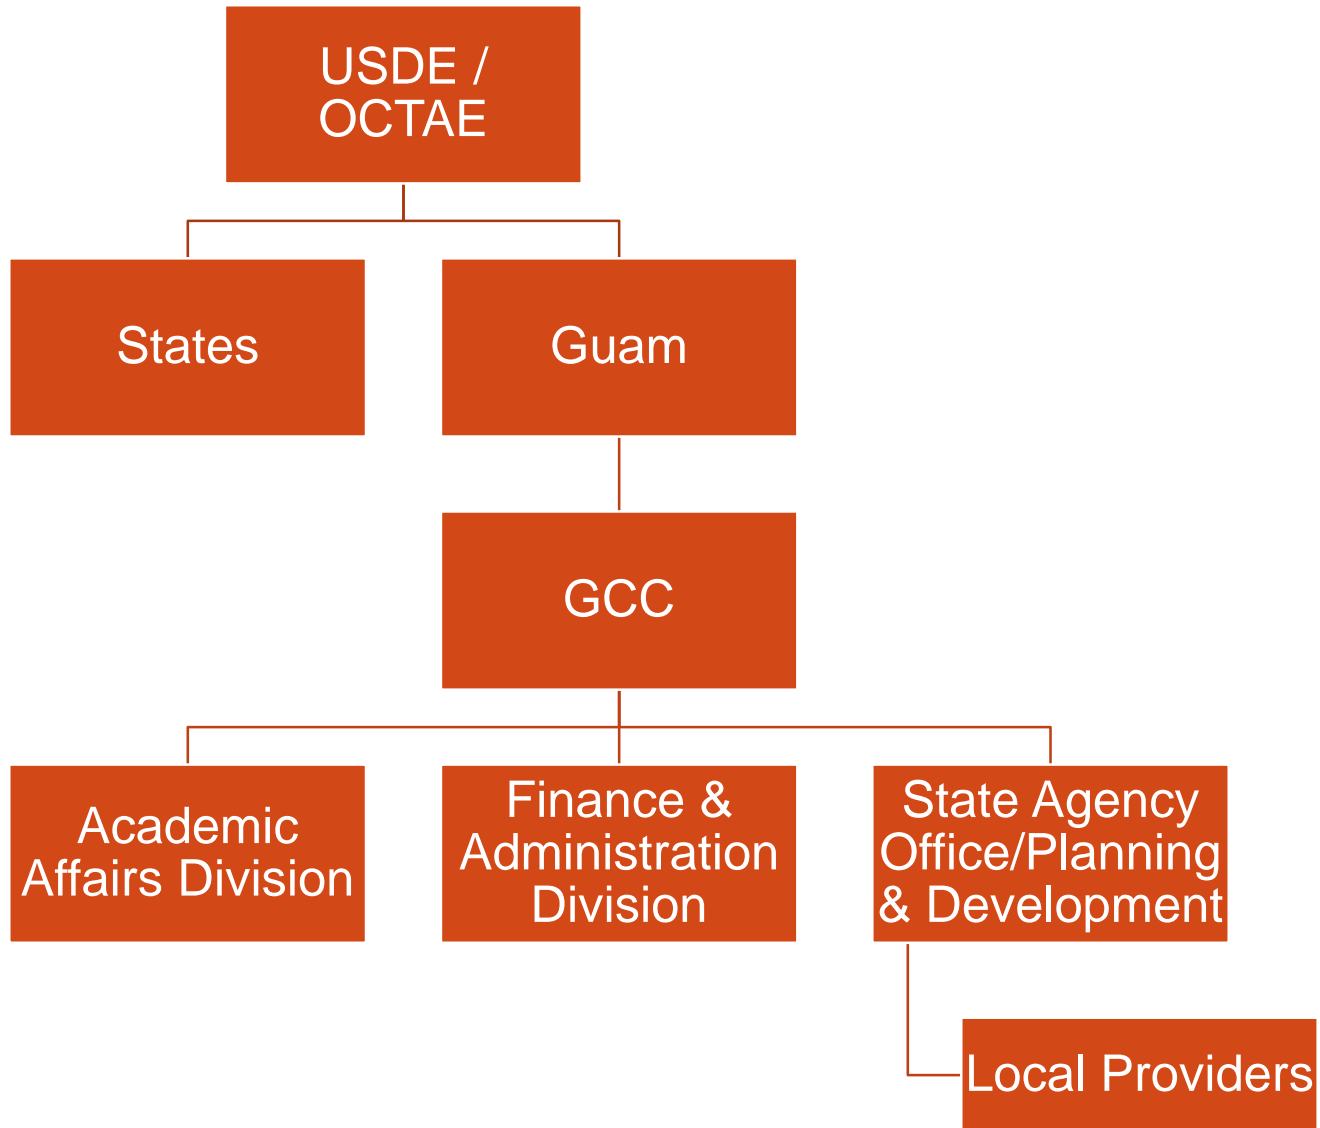 USDE /
OCTAE
States
Guam
GCC
Academic
Affairs Division
Finance &
Administration
Division
State Agency
Office/Planning
& Development
Local Providers